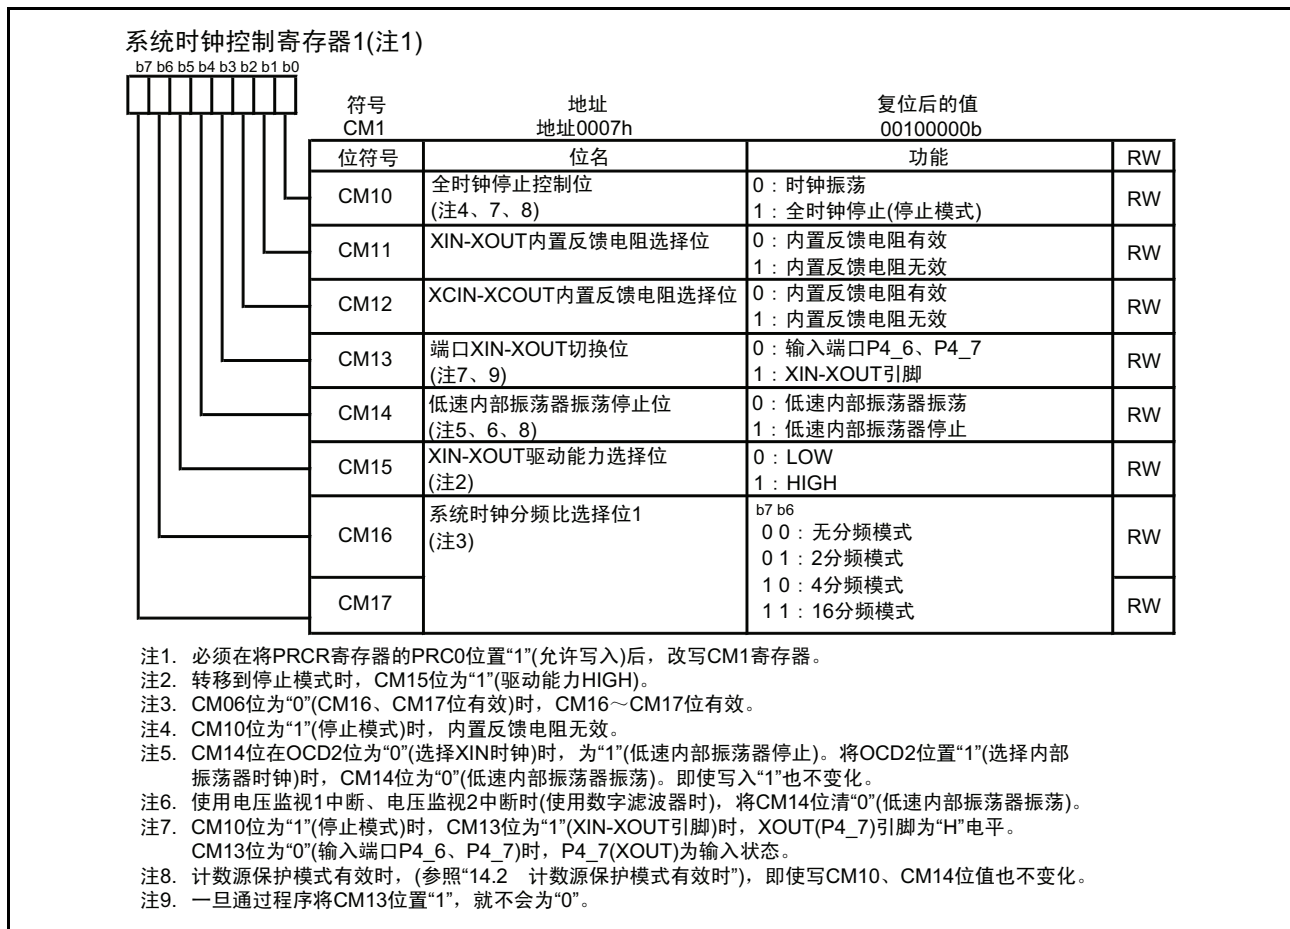 系统时钟控制寄存器1(注1)
b7 b6 b5 b4 b3 b2 b1 b0
符号 地址 复位后的值
CM1 地址0007h 00100000b
位符号 位名 功能 RW
CM10 全时钟停止控制位 0：时钟振荡 RW
(注4、7、8) 1：全时钟停止(停止模式)
CM11 XIN-XOUT内置反馈电阻选择位 0：内置反馈电阻有效 RW
1：内置反馈电阻无效
CM12 XCIN-XCOUT内置反馈电阻选择位 0：内置反馈电阻有效 RW
1：内置反馈电阻无效
CM13 端口XIN-XOUT切换位 0：输入端口P4_6、P4_7 RW
(注7、9) 1：XIN-XOUT引脚
CM14 低速内部振荡器振荡停止位 0：低速内部振荡器振荡 RW
(注5、6、8) 1：低速内部振荡器停止
CM15 XIN-XOUT驱动能力选择位 0：LOW RW
(注2) 1：HIGH
CM16 系统时钟分频比选择位1 b7 b6 RW
(注3) 0 0：无分频模式
0 1：2分频模式
1 0：4分频模式
CM17 1 1：16分频模式 RW
注1. 必须在将PRCR寄存器的PRC0位置“1”(允许写入)后，改写CM1寄存器。
注2. 转移到停止模式时，CM15位为“1”(驱动能力HIGH)。
注3. CM06位为“0”(CM16、CM17位有效)时，CM16～CM17位有效。
注4. CM10位为“1”(停止模式)时，内置反馈电阻无效。
注5. CM14位在OCD2位为“0”(选择XIN时钟)时，为“1”(低速内部振荡器停止)。将OCD2位置“1”(选择内部
振荡器时钟)时，CM14位为“0”(低速内部振荡器振荡)。即使写入“1”也不变化。
注6. 使用电压监视1中断、电压监视2中断时(使用数字滤波器时)，将CM14位清“0”(低速内部振荡器振荡)。
注7. CM10位为“1”(停止模式)时，CM13位为“1”(XIN-XOUT引脚)时，XOUT(P4_7)引脚为“H”电平。
CM13位为“0”(输入端口P4_6、P4_7)时，P4_7(XOUT)为输入状态。
注8. 计数源保护模式有效时，(参照“14.2 计数源保护模式有效时”)，即使写CM10、CM14位值也不变化。
注9. 一旦通过程序将CM13位置“1”，就不会为“0”。